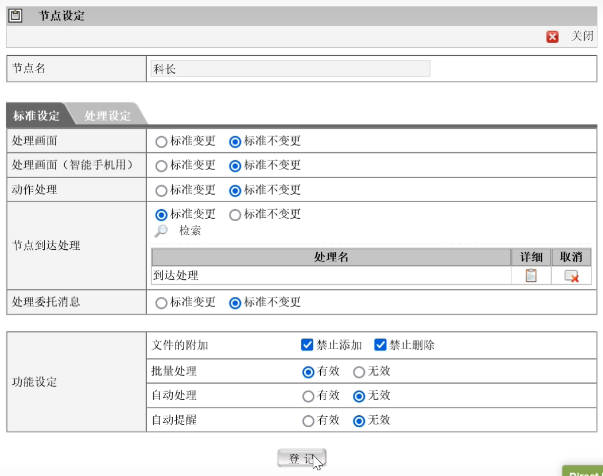 节点设定
关闭
节点名 科长
标准设定 处理设定
处理画面 标准变更 标准不变更
处理画面（智能手机用） 标准变更 标准不变更
动作处理 标准变更 标准不变更
标准变更 标准不变更
检索
节点到达处理
处理名 详细 取消
到达处理
处理委托消息 标准变更 标准不变更
文件的附加 禁止添加 禁止删除
批量处理 有效 无效
功能设定
自动处理 有效 无效
自动提醒 有效 无效
登记
Direct